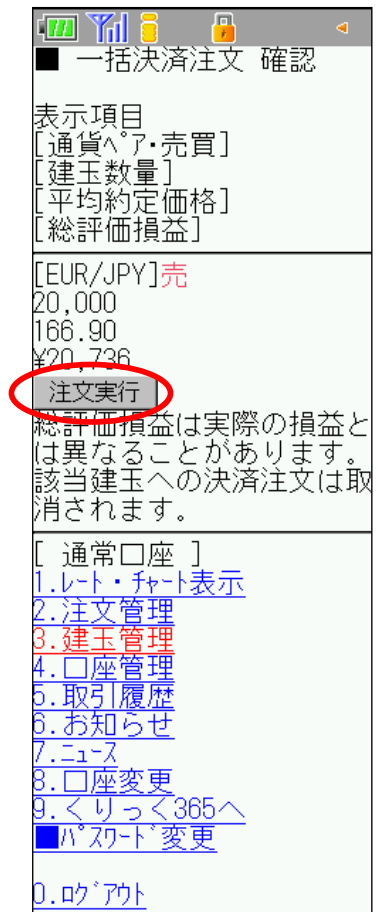 ■ 一括決済注文 確認
表示項目
[通貨ﾍﾟｱ･売買]
[建玉数量]
[平均約定価格]
[総評価損益]
[EUR/JPY]売
20,000
166.90
¥20,736
注文実行
総評価損益は実際の損益と
は異なることがあります。
該当建玉への決済注文は取
消されます。
[ 通常口座 ]
1.ﾚｰﾄ・ﾁｬｰﾄ表示
2.注文管理
3.建玉管理
4.口座管理
5.取引履歴
6.お知らせ
7.ﾆｭｰｽ
8.口座変更
9.くりっく365へ
■ﾊﾟｽﾜｰﾄﾞ変更
0.ﾛｸﾞｱｳﾄ